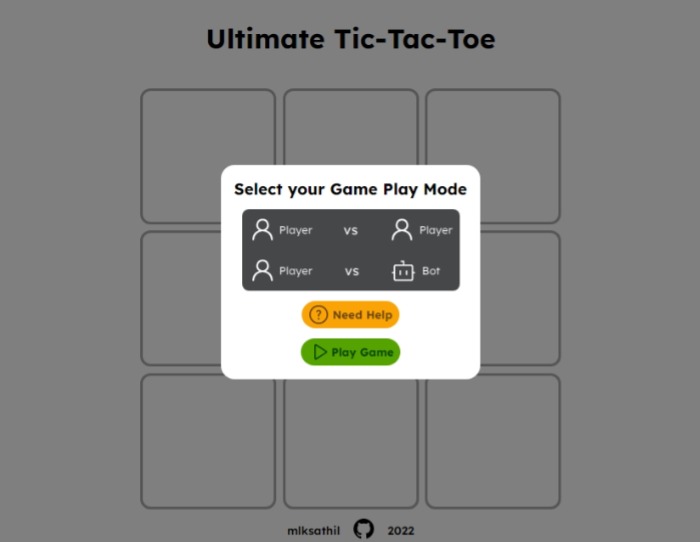 Ultimate Tic-Tac-Toe
Select your Game Play Mode
Player vs Player
Player vs Bot
? Need Help
Play Game
mlksathil 2022